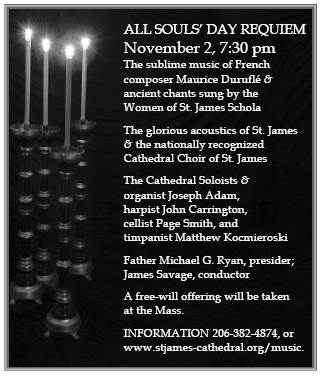 ALL SOULS' DAY REQUIEM
November 2, 7:30 pm
The sublime music of French
composer Maurice Duruflé &
ancient chants sung by the
Women of St. James Schola
The glorious acoustics of St. James
& the nationally recognized
Cathedral Choir of St. James
The Cathedral Soloists &
organist Joseph Adam,
harpist John Carrington,
cellist Page Smith, and
timpanist Matthew Kocmieroski
Father Michael G. Ryan, presider;
James Savage, conductor
A free-will offering will be taken
at the Mass.
INFORMATION 206-382-4874, or
www.stjames-cathedral.org/music.